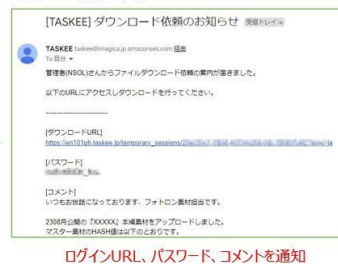 [TASKEE] ダウンロード依頼のお知らせ 受信トレイ×
TASKEE taskee@imagica.jp.amazonses.com 経由
To 自分
管理者(NSOL)さんからファイルダウンロード依頼の案内が届きました。
以下のURLにアクセスしダウンロードを行ってください。
----------------------------
[ダウンロードURL]
https://en101ph.taskee.jp/temporary_sessions/
[パスワード]
[コメント]
いつもお世話になっております、フォトロン素材担当です。
2308月公開の『XXXXX』本編素材をアップロードしました。
マスター素材のHASH値は以下のとおりです。
ログインURL、パスワード、コメントを通知